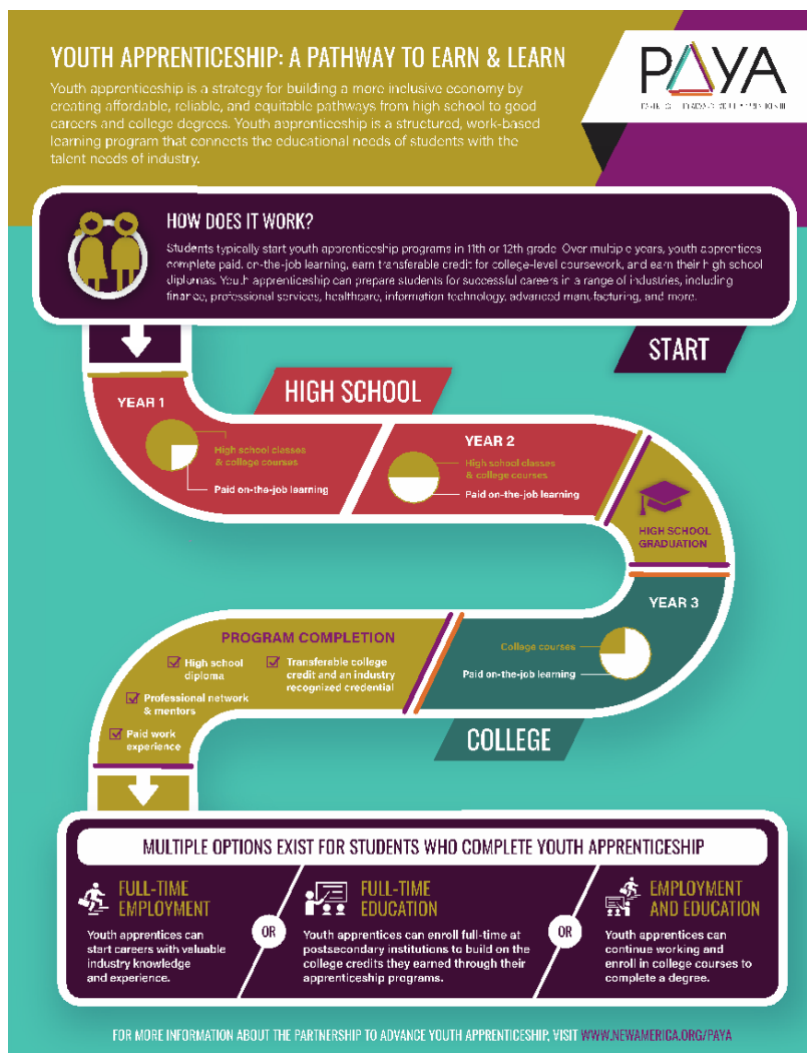 YOUTH APPRENTICESHIP: A PATHWAY TO EARN & LEARN
Youth apprenticeship is a strategy for building a more inclusive economy by
creating affordable, reliable, and equitable pathways from high school to good
careers and college degrees. Youth apprenticeship is a structured, work-based
learning program that connects the educational needs of students with the
talent needs of industry.
PAYA
HOW DOES IT WORK?
Students typically start youth apprenticeship programs in 11th or 12th grade. Over multiple years, youth apprentices
complete paid, on-the-job learning, earn transferable credit for college-level coursework, and earn their high school
diplomas. Youth apprenticeship can prepare students for successful careers in a range of industries, including
finance, professional services, healthcare, information technology, advanced manufacturing, and more.
START
HIGH SCHOOL
YEAR 1
High school classes
& college courses
Paid on-the-job learning
YEAR 2
High school classes
& college courses
Paid on-the-job learning
HIGH SCHOOL
GRADUATION
YEAR 3
College courses
Paid on-the-job learning
COLLEGE
PROGRAM COMPLETION
High school
diploma
Transferable college
credit and an industry
recognized credential
Professional network
& mentors
Paid work
experience
MULTIPLE OPTIONS EXIST FOR STUDENTS WHO COMPLETE YOUTH APPRENTICESHIP
FULL-TIME
EMPLOYMENT
Youth apprentices can
start careers with valuable
industry knowledge
and experience.
OR
FULL-TIME
EDUCATION
Youth apprentices can enroll full-time at
postsecondary institutions to build on the
college credits they earned through their
apprenticeship programs.
OR
EMPLOYMENT
AND EDUCATION
Youth apprentices can
continue working and
enroll in college courses to
complete a degree.
FOR MORE INFORMATION ABOUT THE PARTNERSHIP TO ADVANCE YOUTH APPRENTICESHIP, VISIT WWW.NEWAMERICA.ORG/PAYA